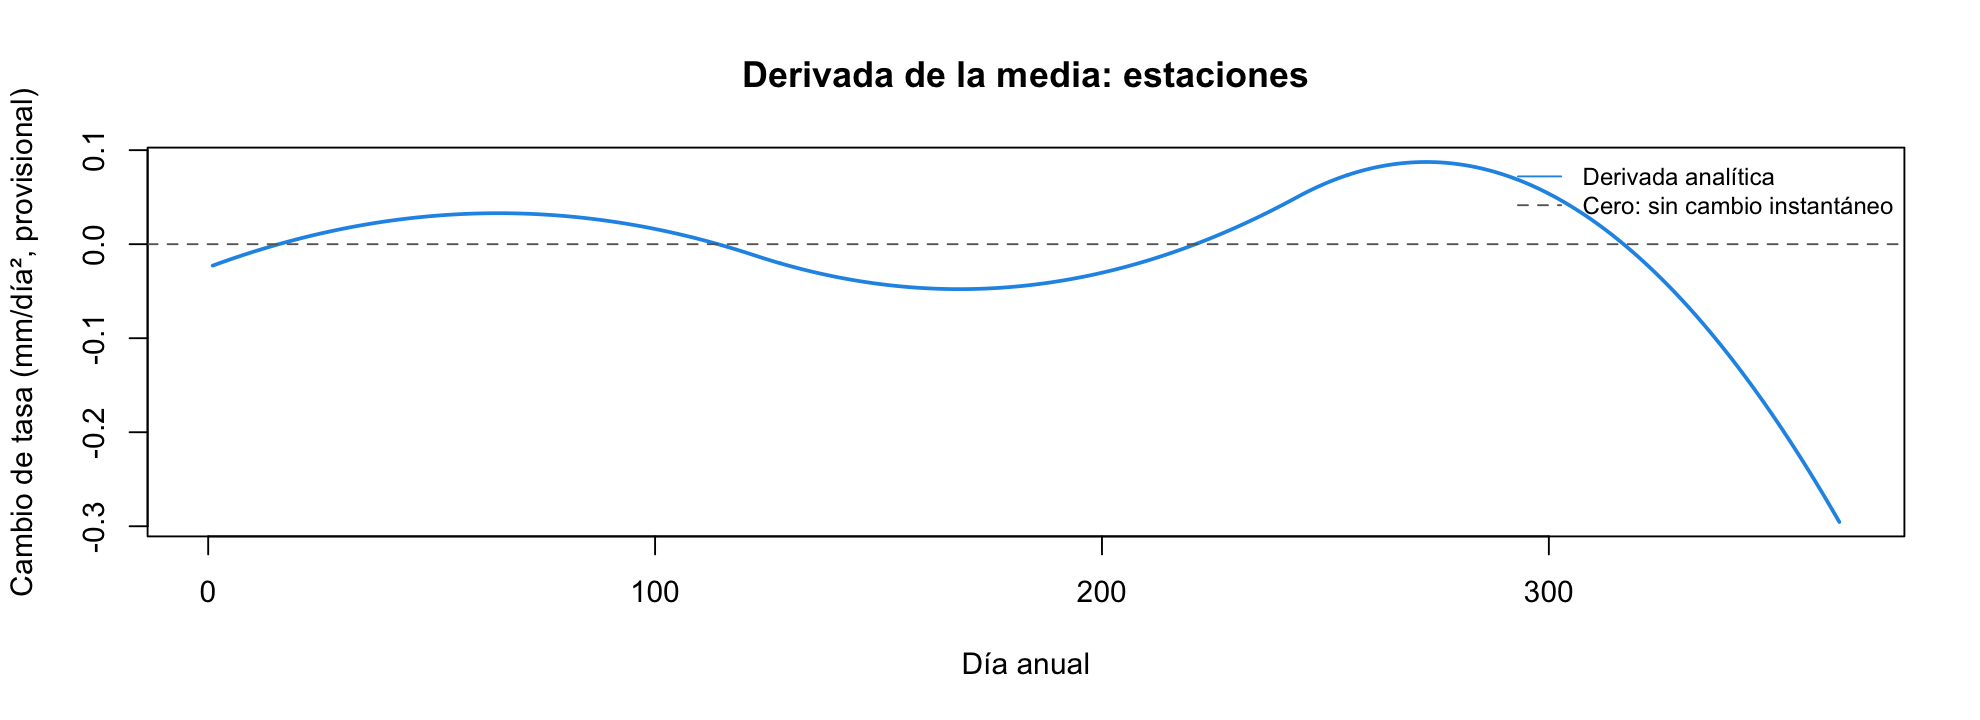 Derivada de la media: estaciones
Cambio de tasa (mm/día², provisional)
0.1
0.0
-0.1
-0.2
-0.3
Derivada analítica
Cero: sin cambio instantáneo
0 100 200 300
Día anual